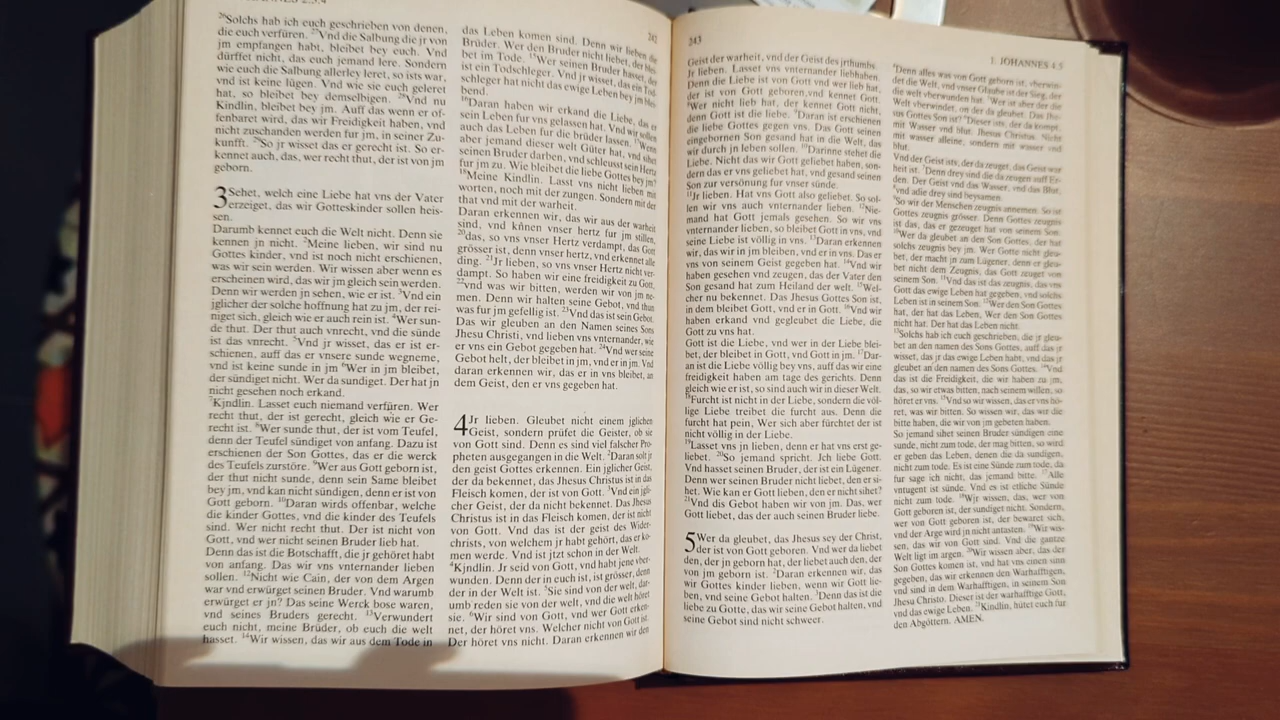 242
²⁶Solchs hab ich euch geschrieben von denen,
die euch verfüren. ²⁷Vnd die Salbung die jr von
jm empfangen habt, bleibet bey euch. Vnd
dürffet nicht, das euch jemand lere. Sondern
wie euch die Salbung allerley leret, so ists war,
vnd ist keine lügen. Vnd wie sie euch geleret
hat, so bleibet bey demselbigen. ²⁸Vnd nu
Kindlin, bleibet bey jm. Auff das wenn er of-
fenbaret wird, das wir Freidigkeit haben, vnd
nicht zuschanden werden fur jm, in seiner Zu-
kunfft. ²⁹So jr wisset das er gerecht ist. So er-
kennet auch, das, wer recht thut, der ist von jm
geborn.
3 Sehet, welch eine Liebe hat vns der Vater
erzeiget, das wir Gotteskinder sollen heis-
sen.
Darumb kennet euch die Welt nicht. Denn sie
kennen jn nicht. ²Meine lieben, wir sind nu
Gottes kinder, vnd ist noch nicht erschienen,
was wir sein werden. Wir wissen aber wenn es
erscheinen wird, das wir jm gleich sein werden.
Denn wir werden jn sehen, wie er ist. ³Vnd ein
jglicher der solche hoffnung hat zu jm, der rei-
niget sich, gleich wie er auch rein ist. ⁴Wer sun-
de thut. Der thut auch vnrecht, vnd die sünde
ist das vnrecht. ⁵Vnd jr wisset, das er ist er-
schienen, auff das er vnsere sunde wegneme,
vnd ist keine sunde in jm ⁶Wer in jm bleibet,
der sündiget nicht. Wer da sundiget. Der hat jn
nicht gesehen noch erkand.
⁷Kjndlin. Lasset euch niemand verfüren. Wer
recht thut, der ist gerecht, gleich wie er Ge-
recht ist. ⁸Wer sunde thut, der ist vom Teufel,
denn der Teufel sündiget von anfang. Dazu ist
erschienen der Son Gottes, das er die werck
des Teufels zurstöre. ⁹Wer aus Gott geborn ist,
der thut nicht sunde, denn sein Same bleibet
bey jm, vnd kan nicht sündigen, denn er ist von
Gott geborn. ¹⁰Daran wirds offenbar, welche
die kinder Gottes, vnd die kinder des Teufels
sind. Wer nicht recht thut. Der ist nicht von
Gott, vnd wer nicht seinen Bruder lieb hat.
Denn das ist die Botschafft, die jr gehöret habt
von anfang. Das wir vns vnternander lieben
sollen. ¹²Nicht wie Cain, der von dem Argen
war vnd erwürget seinen Bruder. Vnd warumb
erwürget er jn? Das seine Werck bose waren,
vnd seines Bruders gerecht. ¹³Verwundert
euch nicht, meine Brüder, ob euch die welt
hasset. ¹⁴Wir wissen, das wir aus dem Tode in
das Leben komen sind. Denn wir lieben die
Brüder. Wer den Bruder nicht liebet, der blei-
bet im Tode. ¹⁵Wer seinen Bruder hasset, der
ist ein Todschleger. Vnd jr wisset, das ein Tod-
schleger hat nicht das ewige Leben bey jm blei-
bend.
¹⁶Daran haben wir erkand die Liebe, das er
sein Leben fur vns gelassen hat. Vnd wir sollen
auch das Leben fur die brüder lassen. ¹⁷Wenn
aber jemand dieser welt Güter hat, vnd sihet
seinen Bruder darben, vnd schleusst sein Hertz
fur jm zu. Wie bleibet die liebe Gottes bey jm?
¹⁸Meine Kindlin. Lasst vns nicht lieben mit
worten, noch mit der zungen. Sondern mit der
that vnd mit der warheit.
Daran erkennen wir, das wir aus der warheit
sind, vnd können vnser hertz fur jm stillen,
²⁰das, so vns vnser Hertz verdampt, das Gott
grösser ist, denn vnser hertz, vnd erkennet alle
ding. ²¹Jr lieben, so vns vnser Hertz nicht ver-
dampt. So haben wir eine freidigkeit zu Gott,
²²vnd was wir bitten, werden wir von jm ne-
men. Denn wir halten seine Gebot, vnd thun
was fur jm gefellig ist. ²³Vnd das ist sein Gebot.
Das wir gleuben an den Namen seines Sons
Jhesu Christi, vnd lieben vns vnternander, wie
er vns ein Gebot gegeben hat. ²⁴Vnd wer seine
Gebot helt, der bleibet in jm, vnd er in jm. Vnd
daran erkennen wir, das er in vns bleibet, an
dem Geist, den er vns gegeben hat.
4 Jr lieben. Gleubet nicht einem jglichen
Geist, sondern prüfet die Geister, ob sie
von Gott sind. Denn es sind viel falscher Pro-
pheten ausgegangen in die Welt. ²Daran solt jr
den geist Gottes erkennen. Ein jglicher Geist,
der da bekennet, das Jhesus Christus ist in das
Fleisch komen, der ist von Gott. ³Vnd ein jgli-
cher Geist, der da nicht bekennet. Das Jhesus
Christus ist in das Fleisch komen, der ist nicht
von Gott. Vnd das ist der geist des Wider-
christs, von welchem jr habt gehört, das er ko-
men werde. Vnd ist jtzt schon in der Welt.
⁴Kjndlin. Jr seid von Gott, vnd habt jene vber-
wunden. Denn der in euch ist, ist grösser, denn
der in der Welt ist. ⁵Sie sind von der welt, dar-
umb reden sie von der welt, vnd die welt höret
sie. ⁶Wir sind von Gott, vnd wer Gott erken-
net, der höret vns. Welcher nicht von Gott ist.
Der höret vns nicht. Daran erkennen wir den
243
1. JOHANNES 4.5
Geist der warheit, vnd der Geist des jrthumbs.
Jr lieben. Lasset vns vnternander liebhaben.
Denn die Liebe ist von Gott vnd wer lieb hat,
der ist von Gott geboren, vnd kennet Gott.
⁸Wer nicht lieb hat, der kennet Gott nicht,
denn Gott ist die liebe. ⁹Daran ist erschienen
die liebe Gottes gegen vns. Das Gott seinen
eingebornen Son gesand hat in die Welt, das
wir durch jn leben sollen. ¹⁰Darinne stehet die
Liebe. Nicht das wir Gott geliebet haben, son-
dern das er vns geliebet hat, vnd gesand seinen
Son zur versönung fur vnser sünde.
¹¹Jr lieben. Hat vns Gott also geliebet. So sol-
len wir vns auch vnternander lieben. ¹²Nie-
mand hat Gott jemals gesehen. So wir vns
vnternander lieben, so bleibet Gott in vns, vnd
seine Liebe ist völlig in vns. ¹³Daran erkennen
wir, das wir in jm bleiben, vnd er in vns. Das er
vns von seinem Geist gegeben hat. ¹⁴Vnd wir
haben gesehen vnd zeugen, das der Vater den
Son gesand hat zum Heiland der welt. ¹⁵Wel-
cher nu bekennet. Das Jhesus Gottes Son ist,
in dem bleibet Gott, vnd er in Gott. ¹⁶Vnd wir
haben erkand vnd gegleubet die Liebe, die
Gott zu vns hat.
Gott ist die Liebe, vnd wer in der Liebe blei-
bet, der bleibet in Gott, vnd Gott in jm. ¹⁷Dar-
an ist die Liebe völlig bey vns, auff das wir eine
freidigkeit haben am tage des gerichts. Denn
gleich wie er ist, so sind auch wir in dieser Welt.
¹⁸Furcht ist nicht in der Liebe, sondern die völ-
lige Liebe treibet die furcht aus. Denn die
furcht hat pein, Wer sich aber fürchtet der ist
nicht völlig in der Liebe.
¹⁹Lasset vns jn lieben, denn er hat vns erst ge-
liebet. ²⁰So jemand spricht. Jch liebe Gott.
Vnd hasset seinen Bruder, der ist ein Lügener.
Denn wer seinen Bruder nicht liebet, den er si-
het. Wie kan er Gott lieben, den er nicht sihet?
²¹Vnd dis Gebot haben wir von jm. Das, wer
Gott liebet, das der auch seinen Bruder liebe.
5 Wer da gleubet, das Jhesus sey der Christ,
der ist von Gott geboren. Vnd wer da liebet
den, der jn geborn hat, der liebet auch den, der
von jm geborn ist. ²Daran erkennen wir, das
wir Gottes kinder lieben, wenn wir Gott lie-
ben, vnd seine Gebot halten. ³Denn das ist die
liebe zu Gotte, das wir seine Gebot halten, vnd
seine Gebot sind nicht schweer.
⁴Denn alles was von Gott geborn ist, vberwin-
det die Welt, vnd vnser Glaube ist der Sieg, der
die welt vberwunden hat. ⁵Wer ist aber der die
Welt vberwindet, on der da gleubet. Das Jhe-
sus Gottes Son ist? ⁶Dieser ists, der da kompt,
mit Wasser vnd blut. Jhesus Christus. Nicht
mit wasser alleine, sondern mit wasser vnd
blut.
Vnd der Geist ists, der da zeuget, das Geist war-
heit ist. ⁷Denn drey sind die da zeugen auff Er-
den. Der Geist vnd das Wasser, vnd das Blut,
⁸vnd adie drey sind beysamen.
⁹So wir der Menschen zeugnis annemen. So ist
Gottes zeugnis grösser. Denn Gottes zeugnis
ist das, das er gezeuget hat von seinem Son.
¹⁰Wer da gleubet an den Son Gottes, der hat
solchs zeugnis bey jm. Wer Gotte nicht gleu-
bet, der macht jn zum Lügener, denn er gleu-
bet nicht dem Zeugnis, das Gott zeuget von
seinem Son. ¹¹Vnd das ist das zeugnis, das vns
Gott das ewige Leben hat gegeben, vnd solchs
Leben ist in seinem Son. ¹²Wer den Son Gottes
hat, der hat das Leben, Wer den Son Gottes
nicht hat. Der hat das Leben nicht.
¹³Solchs hab ich euch geschrieben, die jr gleu-
bet an den namen des Sons Gottes, auff das jr
wisset, das jr das ewige Leben habt, vnd das jr
gleubet an den namen des Sons Gottes. ¹⁴Vnd
das ist die Freidigkeit, die wir haben zu jm,
das, so wir etwas bitten, nach seinem willen, so
höret er vns. ¹⁵Vnd so wir wissen, das er vns hö-
ret, was wir bitten. So wissen wir, das wir die
bitte haben, die wir von jm gebeten haben.
So jemand sihet seinen Bruder sündigen eine
sunde, nicht zum tode, der mag bitten, so wird
er geben das Leben, denen die da sundigen,
nicht zum tode. Es ist eine Sünde zum tode, da
fur sage ich nicht, das jemand bitte. ¹⁷Alle
vntugent ist sünde. Vnd es ist etliche Sünde
nicht zum tode. ¹⁸Wjr wissen, das, wer von
Gott geborn ist, der sundiget nicht. Sondern,
wer von Gott geboren ist, der bewaret sich,
vnd der Arge wird jn nicht antasten. ¹⁹Wir wis-
sen, das wir von Gott sind. Vnd die gantze
Welt ligt im argen. ²⁰Wir wissen aber, das der
Son Gottes komen ist, vnd hat vns einen sinn
gegeben, das wir erkennen den Warhafftigen,
vnd sind in dem Warhafftigen, in seinem Son
Jhesu Christo. Dieser ist der warhafftige Gott,
vnd das ewige Leben. ²¹Kindlin, hütet euch fur
den Abgöttern. AMEN.